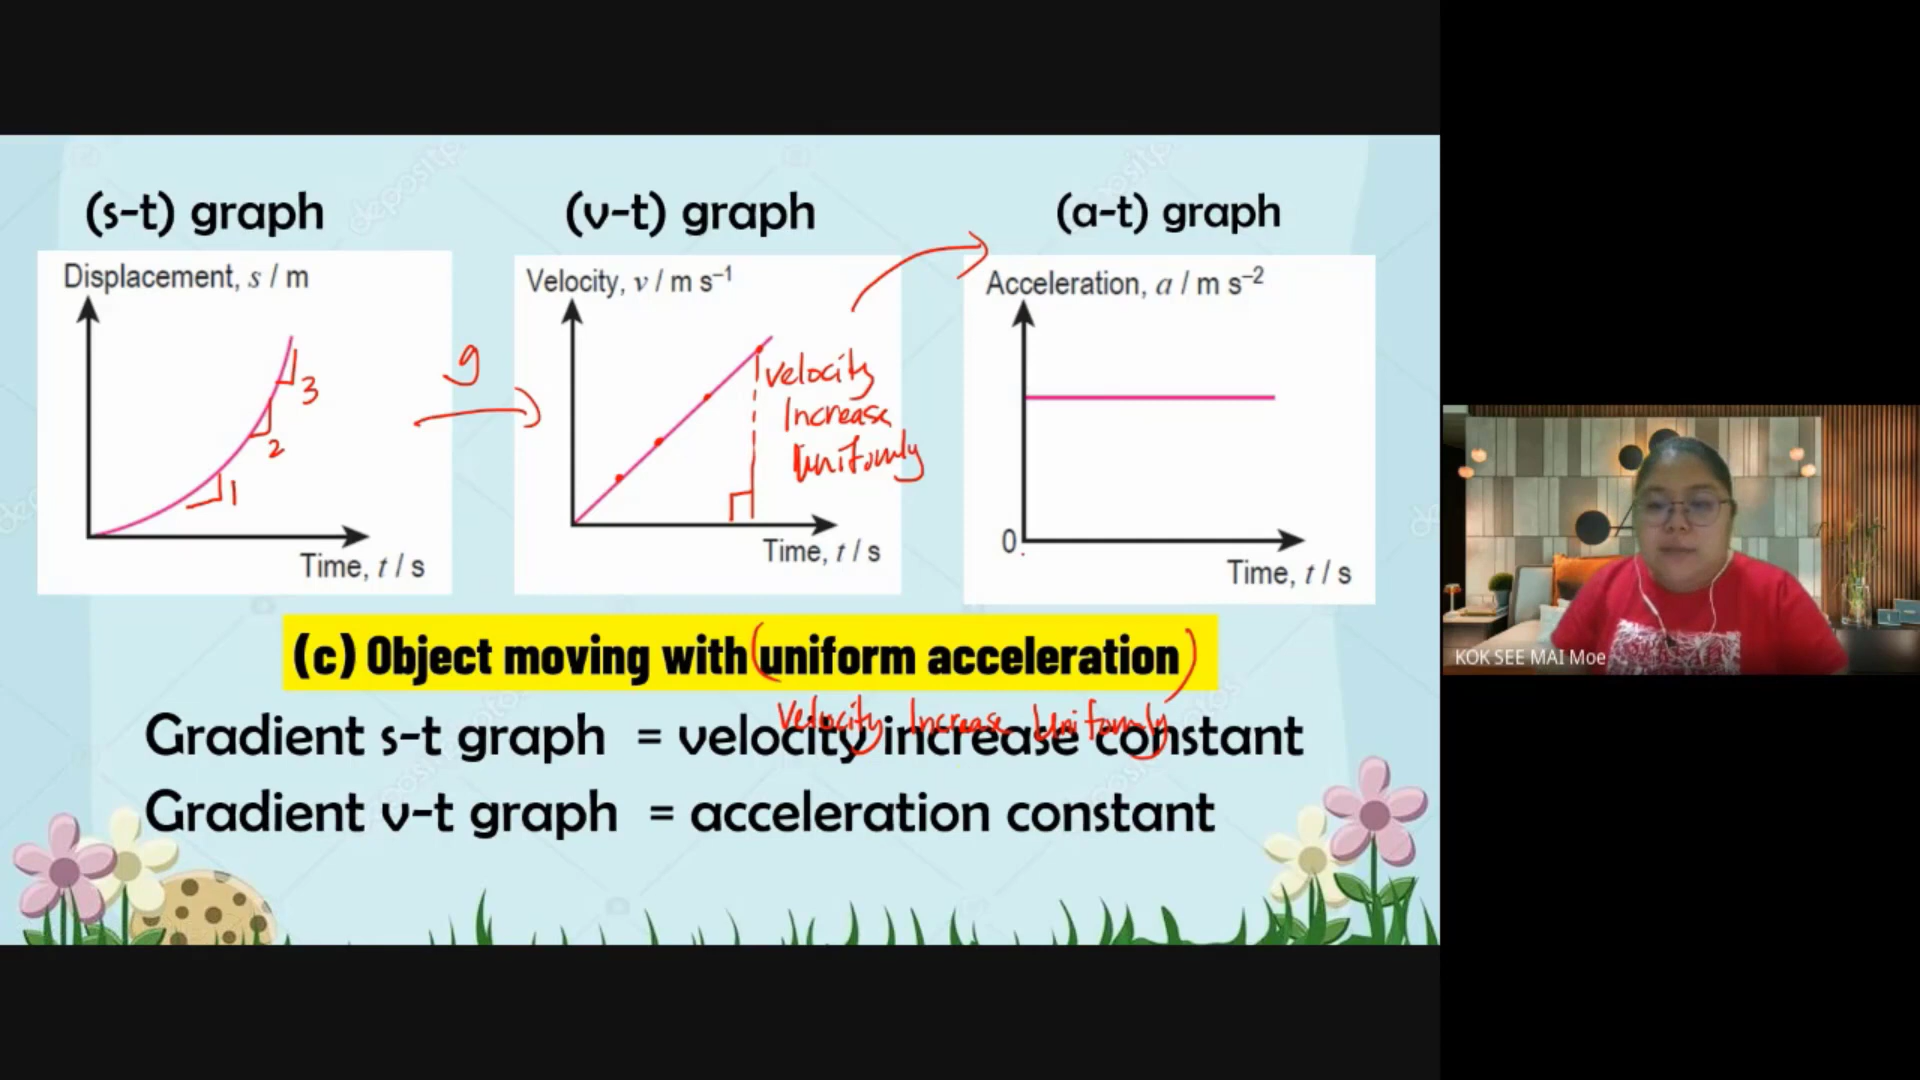 (s-t) graph
(v-t) graph
(a-t) graph
Displacement, s / m
Velocity, v / m s⁻¹
Acceleration, a / m s⁻²
g
3
2
1
velocity
Increase
Uniformly
0
Time, t / s
Time, t / s
Time, t / s
(c) Object moving with (uniform acceleration)
Velocity Increase Uniformly
Gradient s-t graph = velocity increase constant
Gradient v-t graph = acceleration constant
KOK SEE MAI Moe
depositp